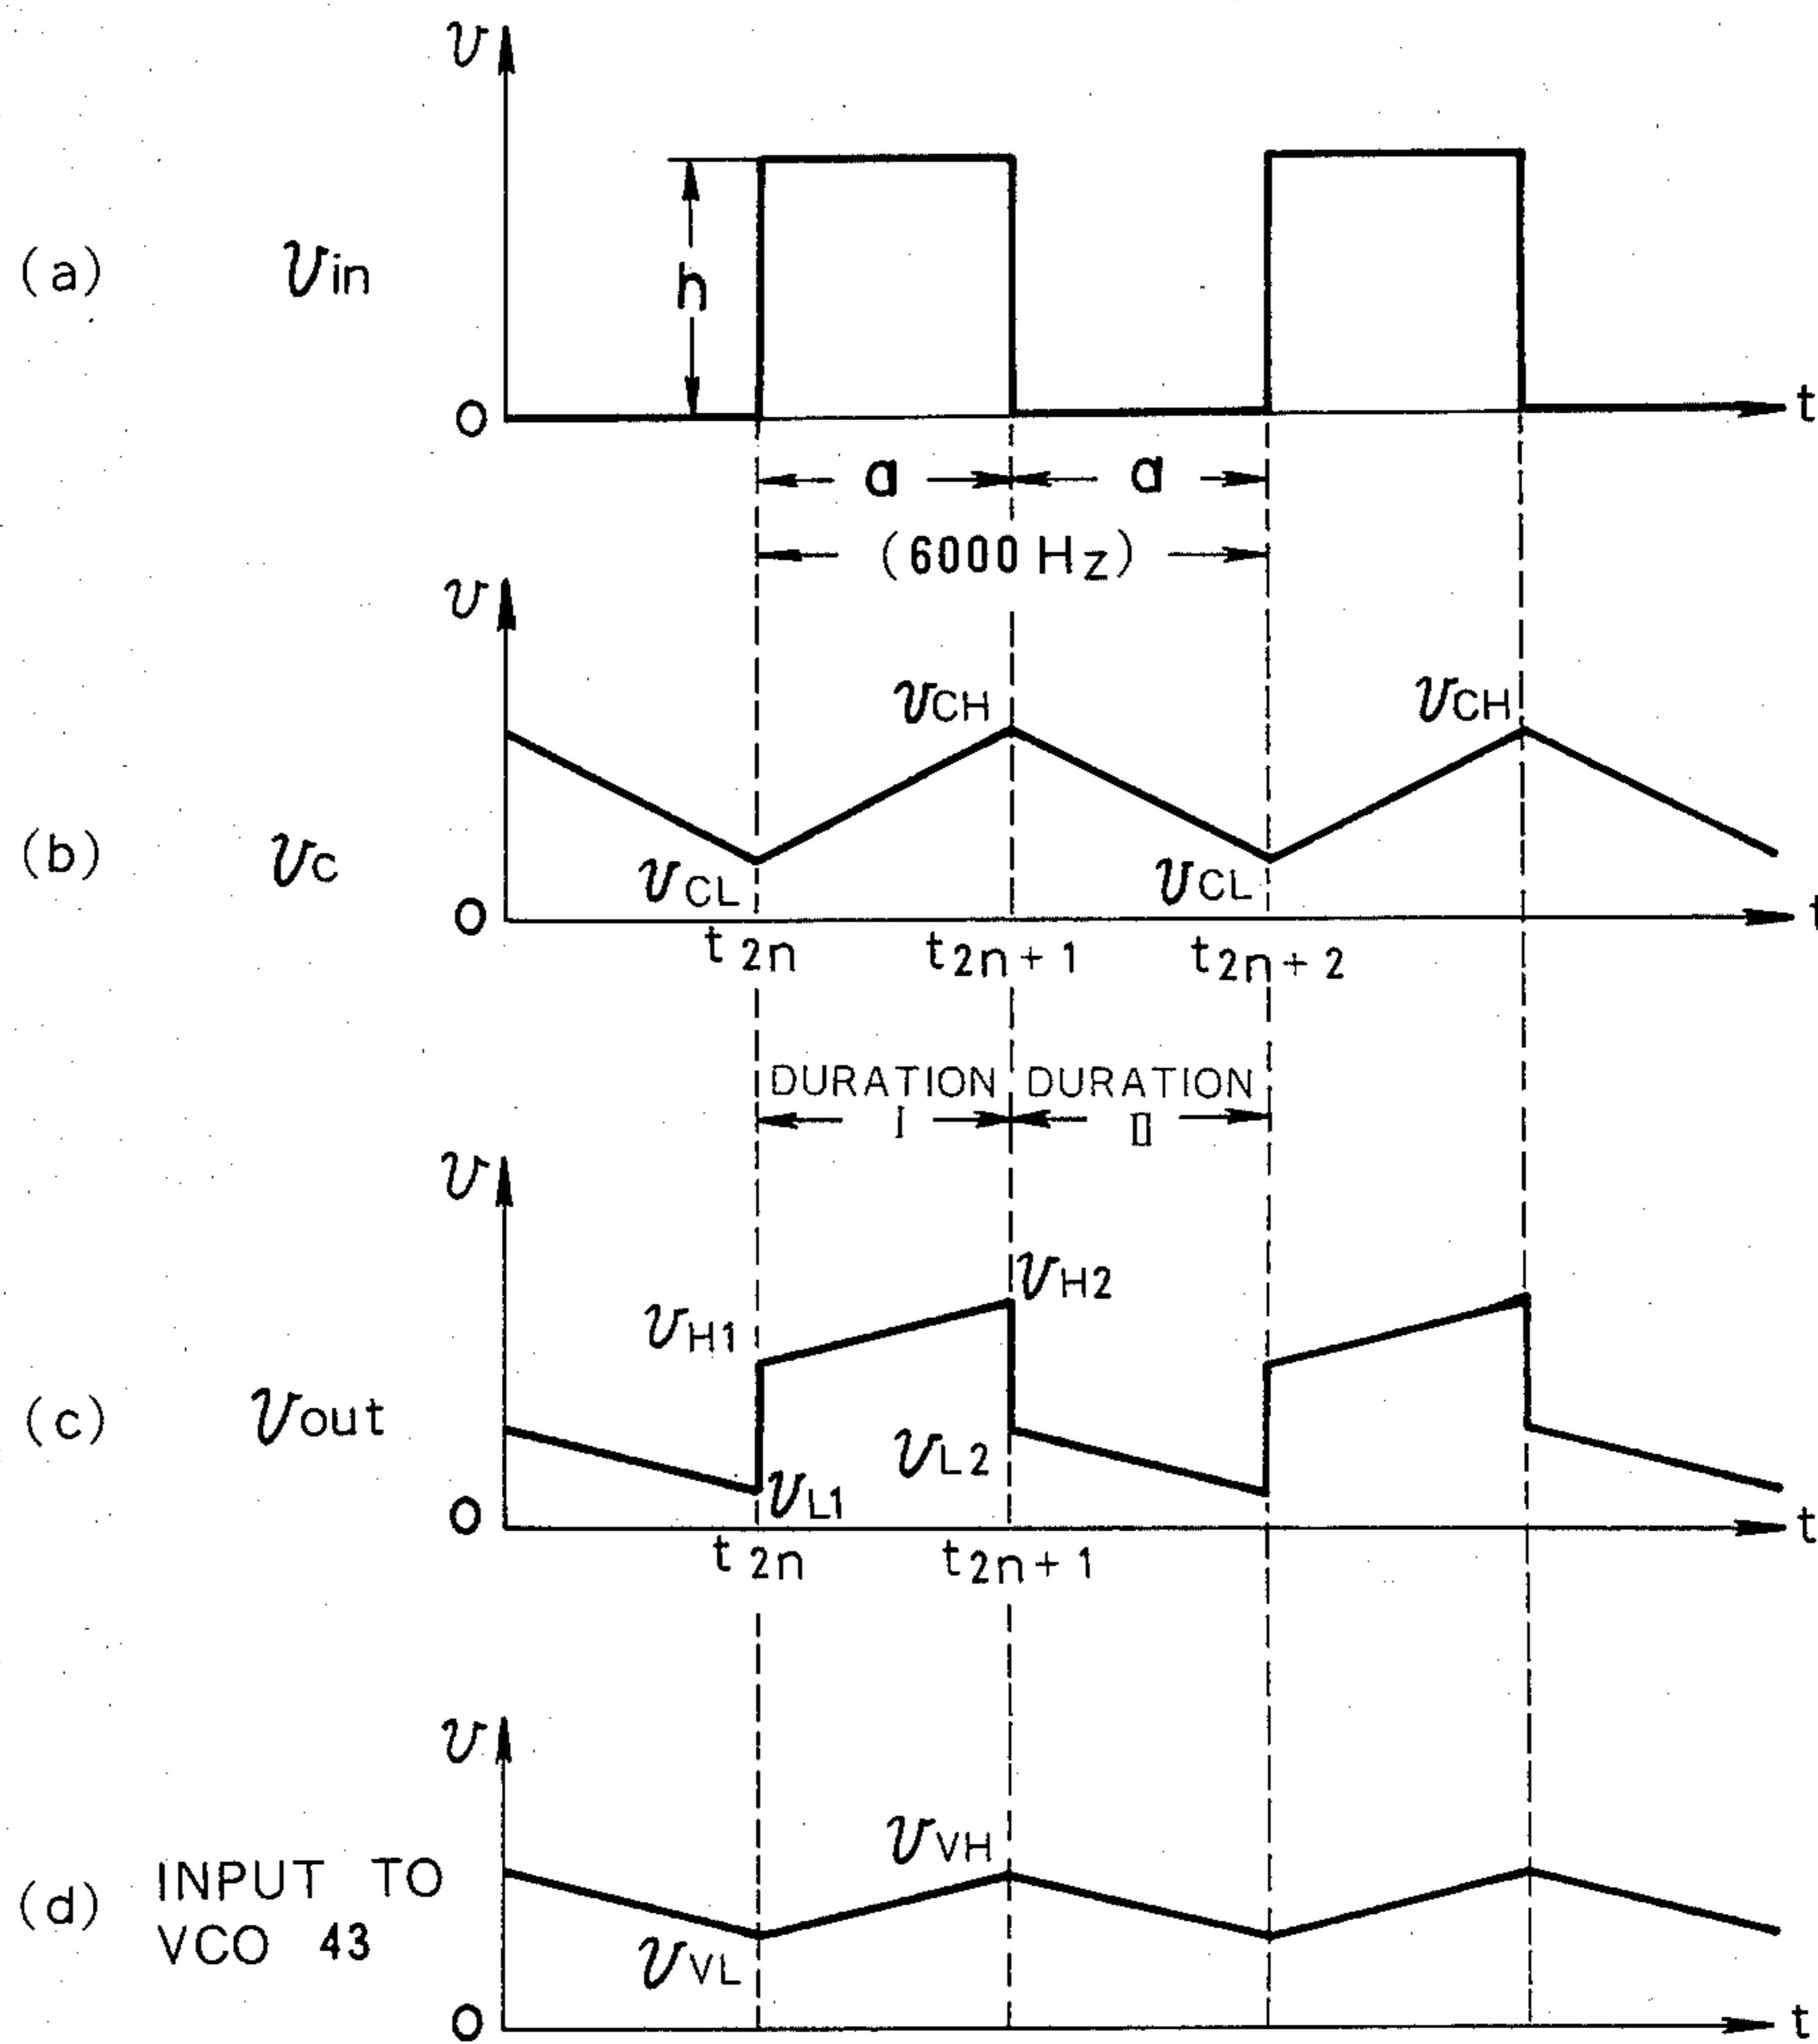 v
(a) vin
h
O
t
a a
(6000 Hz)
v
vCH vCH
(b) vC
vCL vCL
O
t
t2n t2n+1 t2n+2
DURATION DURATION
I II
v
vH2
vH1
(c) vout
vL2
vL1
O
t
t2n t2n+1
v
vVH
(d) INPUT TO
VCO 43
vVL
O
t